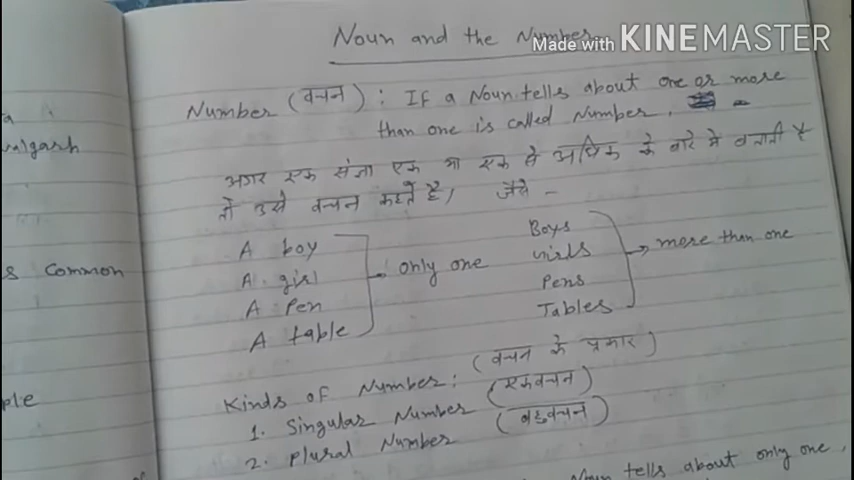 Noun and the Number
Made with KINEMASTER
Number (वचन) : If a Noun tells about one or more
than one is called Number.
अगर एक संज्ञा एक या एक से अधिक के बारे मे बताती है
तो उसे वचन कहते है। जैसे -
A boy
A girl
A Pen
A table
only one
Boys
Girls
Pens
Tables
more than one
Kinds of Number: (वचन के प्रकार)
1. Singular Number (एकवचन)
2. Plural Number (बहुवचन)
Noun tells about only one,
algarh
s common
ple